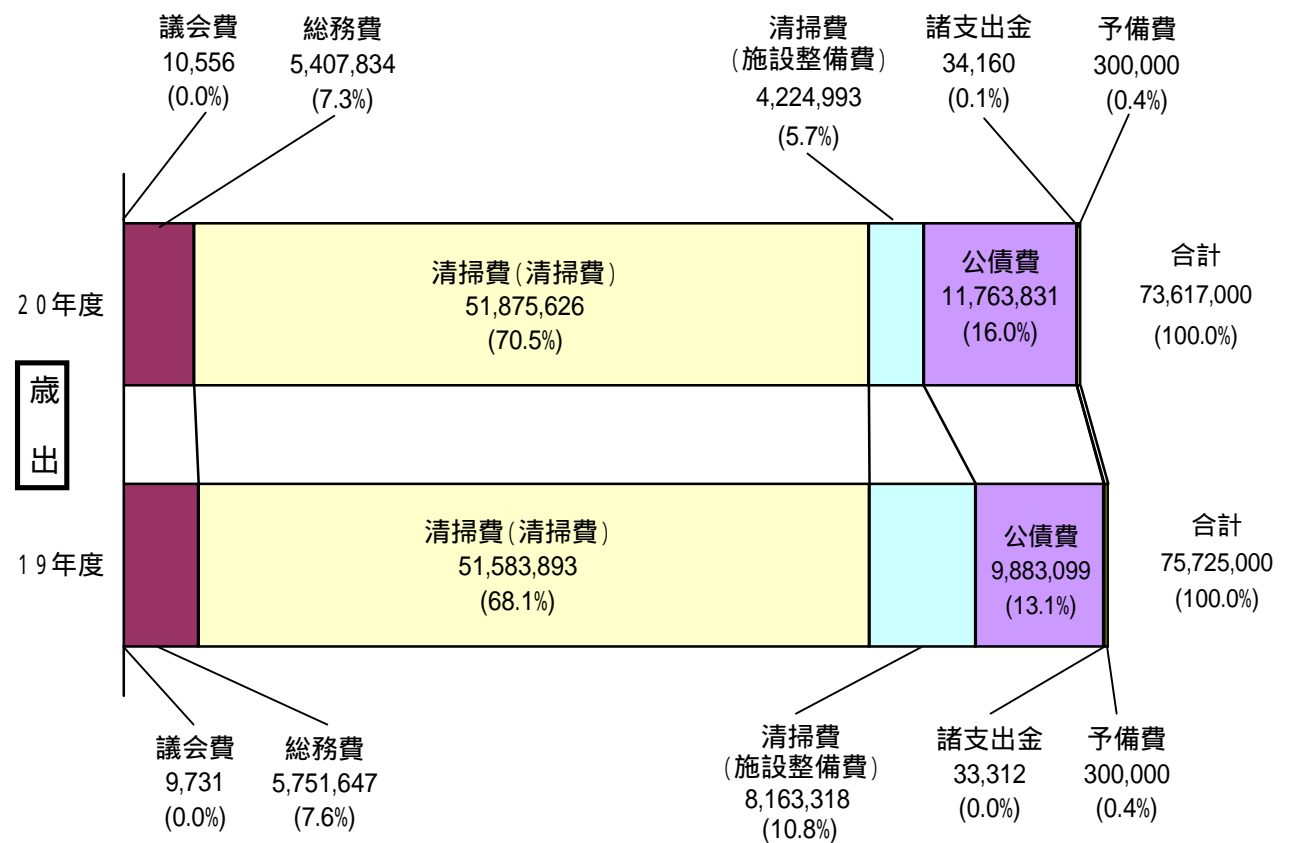 議会費
10,556
(0.0%)
総務費
5,407,834
(7.3%)
清掃費
(施設整備費)
4,224,993
(5.7%)
諸支出金
34,160
(0.1%)
予備費
300,000
(0.4%)
20年度
清掃費(清掃費)
51,875,626
(70.5%)
公債費
11,763,831
(16.0%)
合計
73,617,000
(100.0%)
歳
出
19年度
清掃費(清掃費)
51,583,893
(68.1%)
公債費
9,883,099
(13.1%)
合計
75,725,000
(100.0%)
議会費
9,731
(0.0%)
総務費
5,751,647
(7.6%)
清掃費
(施設整備費)
8,163,318
(10.8%)
諸支出金
33,312
(0.0%)
予備費
300,000
(0.4%)